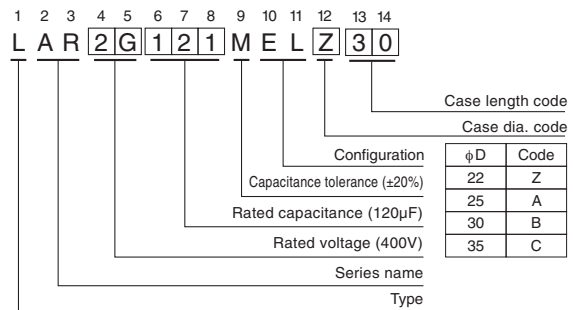 1 2 3 4 5 6 7 8 9 10 11 12 13 14
L A R 2 G 1 2 1 M E L Z 3 0
Case length code
Case dia. code
Configuration
Capacitance tolerance (±20%)
Rated capacitance (120µF)
Rated voltage (400V)
Series name
Type
ϕD Code
22 Z
25 A
30 B
35 C